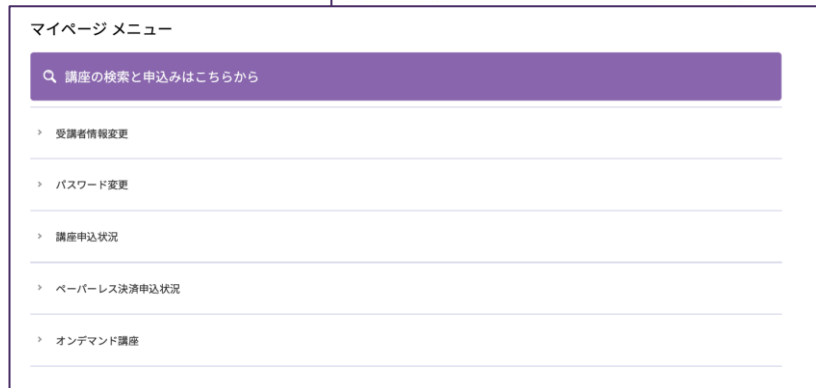 マイページ メニュー
講座の検索と申込みはこちらから
受講者情報変更
パスワード変更
講座申込状況
ペーパーレス決済申込状況
オンデマンド講座